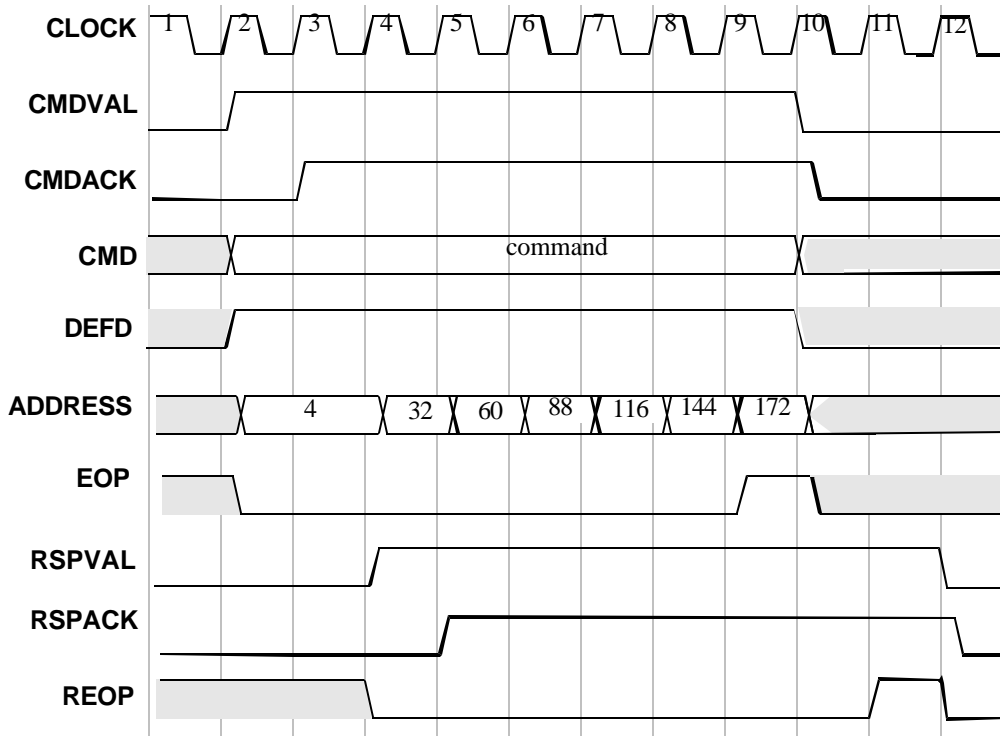 CLOCK 1 2 3 4 5 6 7 8 9 10 11 12
CMDVAL
CMDACK
CMD command
DEFD
ADDRESS 4 32 60 88 116 144 172
EOP
RSPVAL
RSPACK
REOP